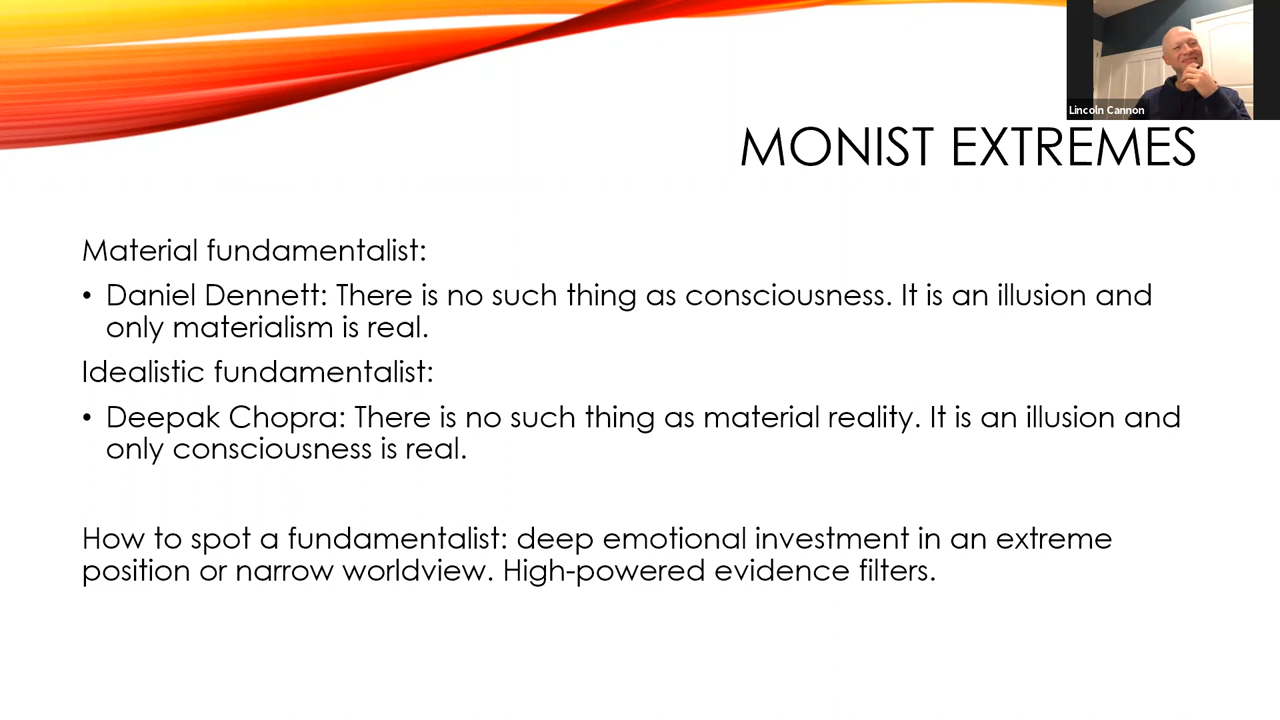 Lincoln Cannon
MONIST EXTREMES
Material fundamentalist:
• Daniel Dennett: There is no such thing as consciousness. It is an illusion and
only materialism is real.
Idealistic fundamentalist:
• Deepak Chopra: There is no such thing as material reality. It is an illusion and
only consciousness is real.
How to spot a fundamentalist: deep emotional investment in an extreme
position or narrow worldview. High-powered evidence filters.